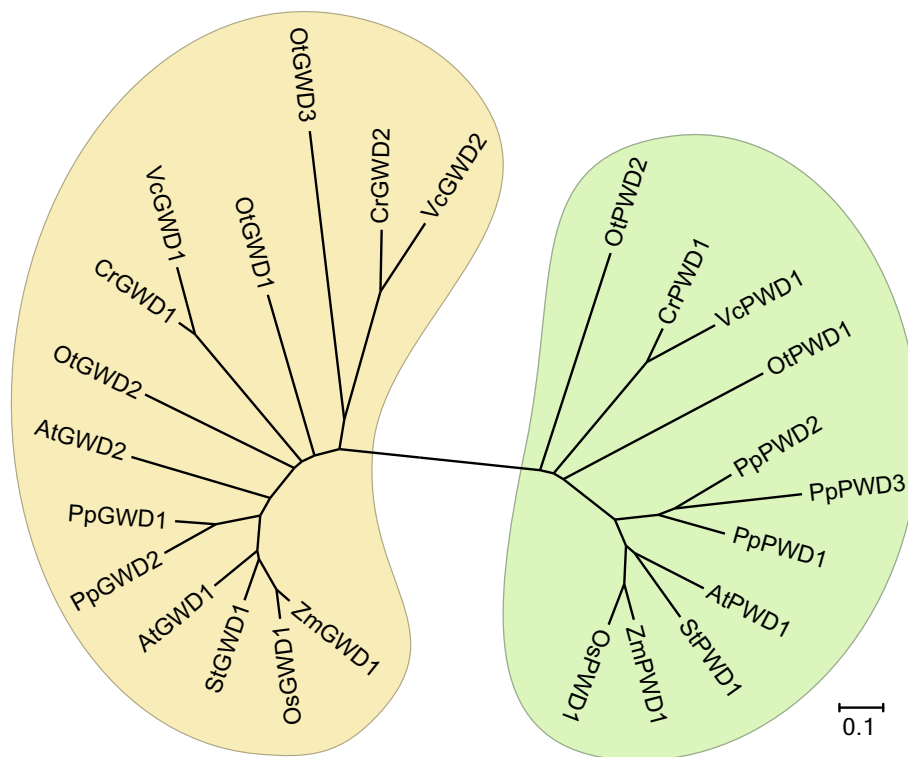 OtGWD3
CrGWD2
VcGWD2
VcGWD1
OtGWD1
CrGWD1
OtGWD2
AtGWD2
PpGWD1
PpGWD2
AtGWD1
StGWD1
OsGWD1
ZmGWD1
OtPWD2
CrPWD1
VcPWD1
OtPWD1
PpPWD2
PpPWD3
PpPWD1
AtPWD1
StPWD1
ZmPWD1
OsPWD1
0.1